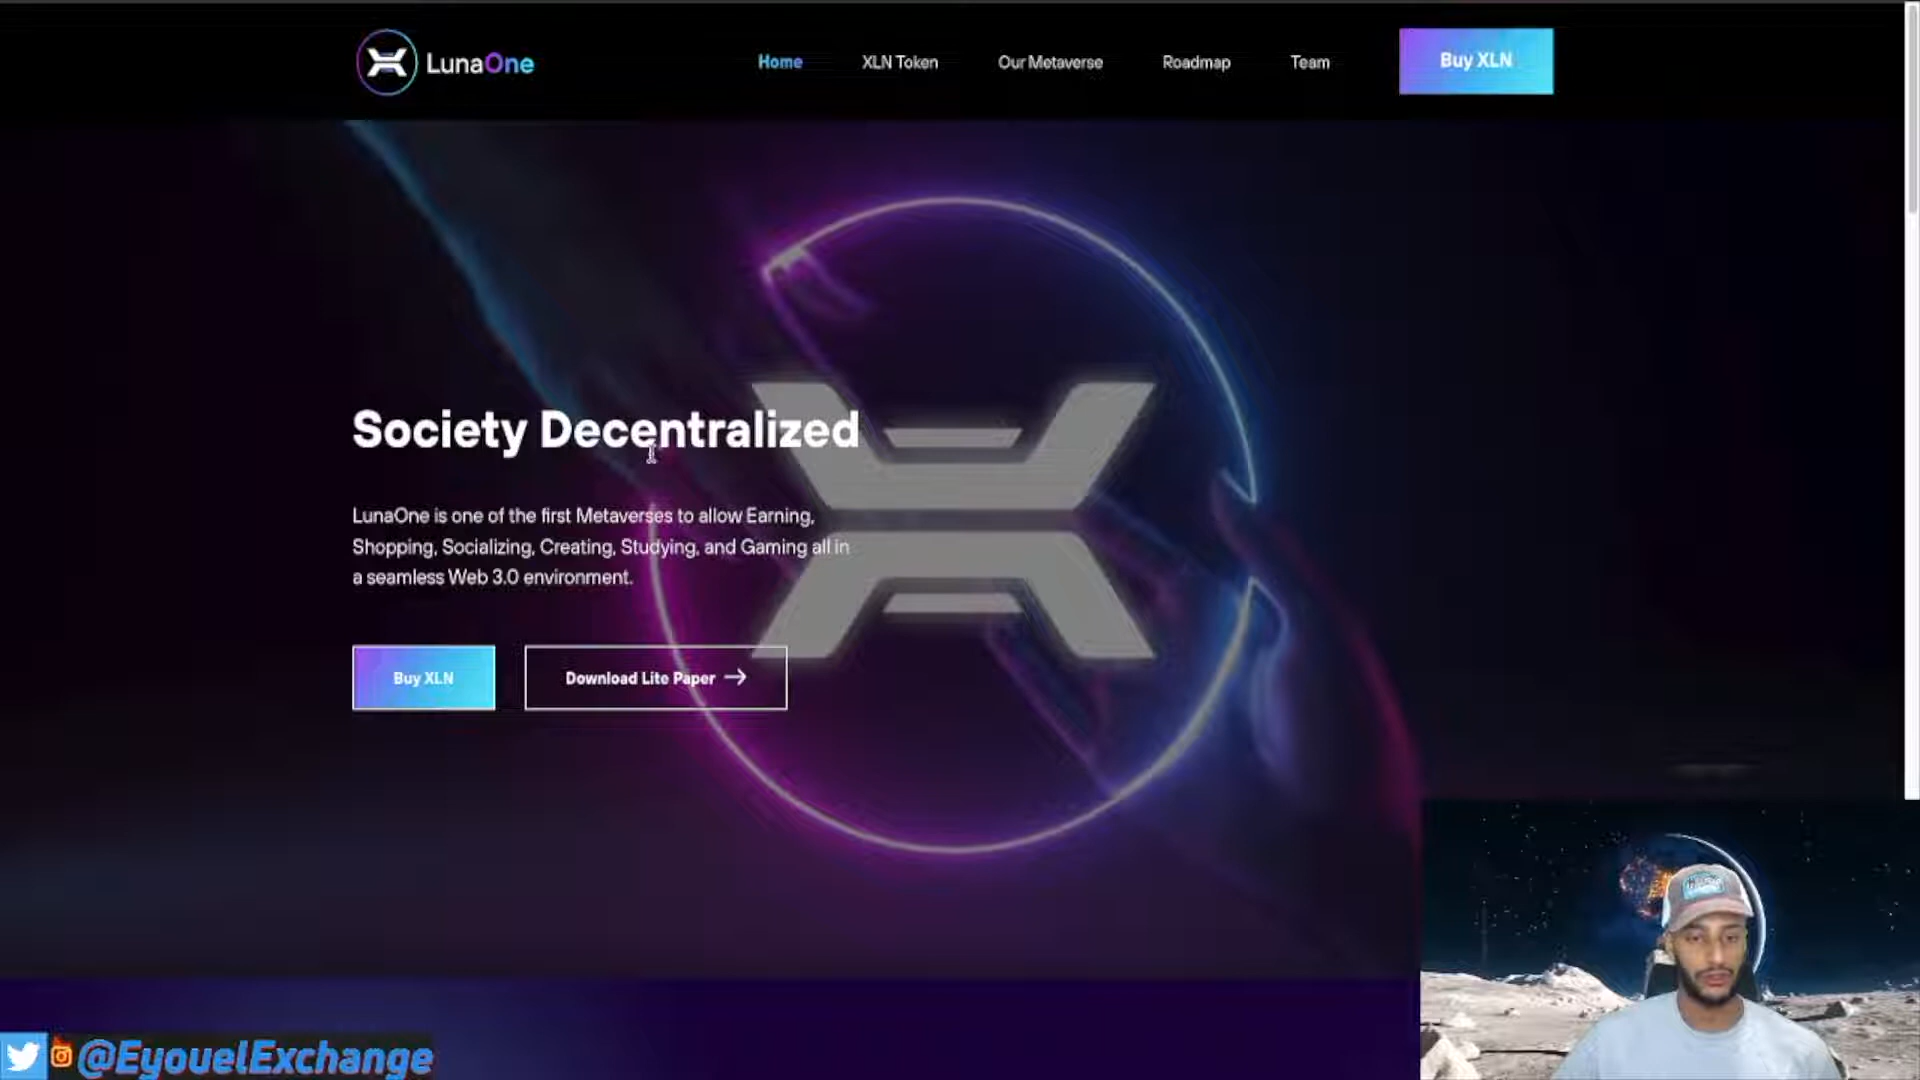 LunaOne
Home
XLN Token
Our Metaverse
Roadmap
Team
Buy XLN
Society Decentralized
LunaOne is one of the first Metaverses to allow Earning,
Shopping, Socializing, Creating, Studying, and Gaming all in
a seamless Web 3.0 environment.
Buy XLN
Download Lite Paper
@EyouelExchange